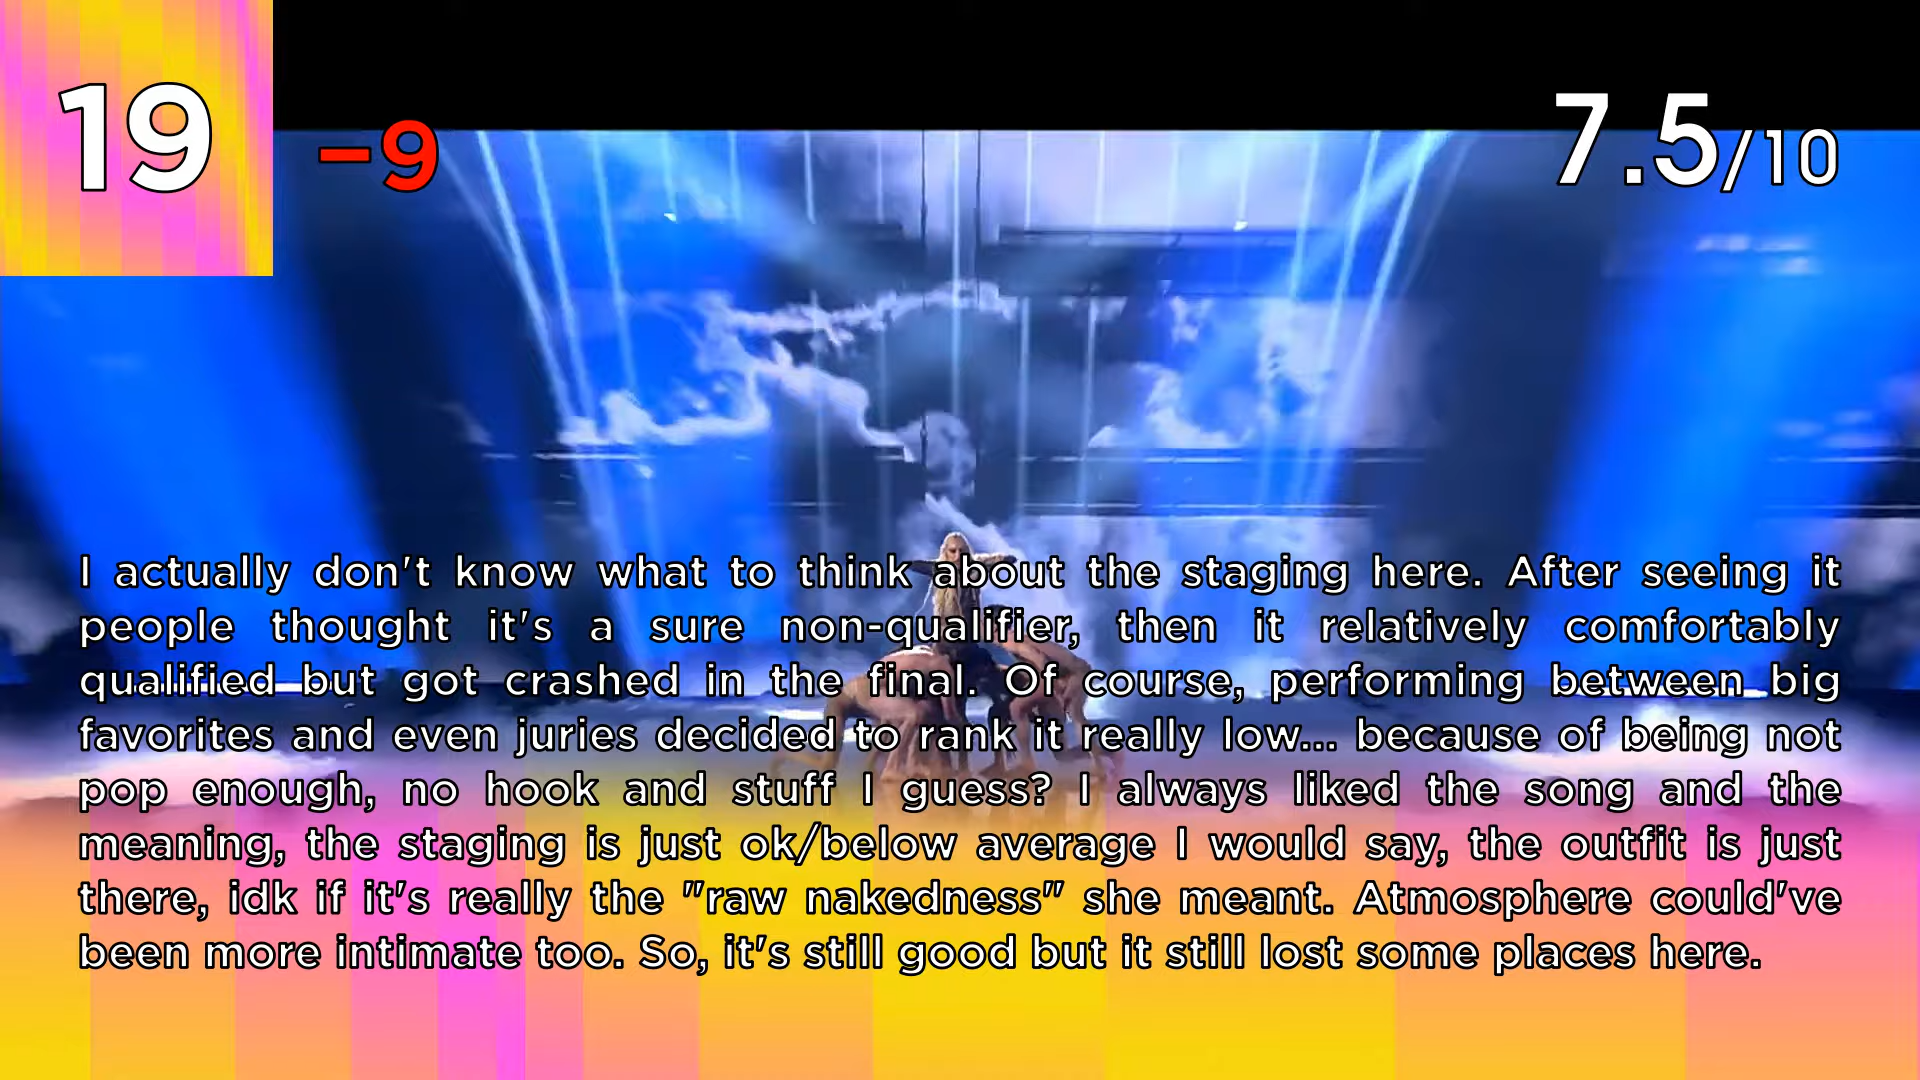 19
−9
7.5/10
I actually don't know what to think about the staging here. After seeing it
people thought it's a sure non-qualifier, then it relatively comfortably
qualified but got crashed in the final. Of course, performing between big
favorites and even juries decided to rank it really low... because of being not
pop enough, no hook and stuff I guess? I always liked the song and the
meaning, the staging is just ok/below average I would say, the outfit is just
there, idk if it's really the "raw nakedness" she meant. Atmosphere could've
been more intimate too. So, it's still good but it still lost some places here.